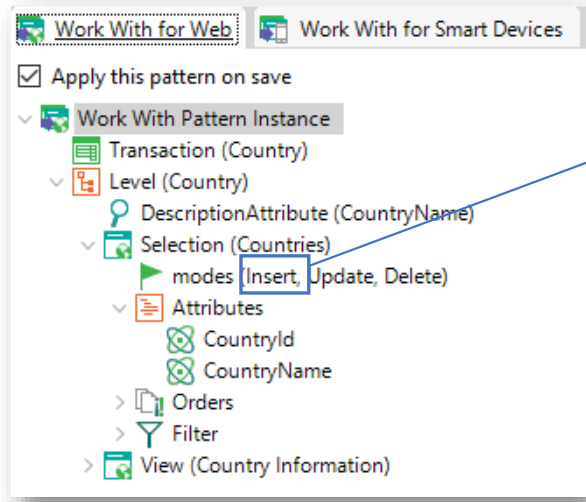 Work With for Web Work With for Smart Devices
Apply this pattern on save
Work With Pattern Instance
Transaction (Country)
Level (Country)
DescriptionAttribute (CountryName)
Selection (Countries)
modes (Insert, Update, Delete)
Attributes
CountryId
CountryName
Orders
Filter
View (Country Information)